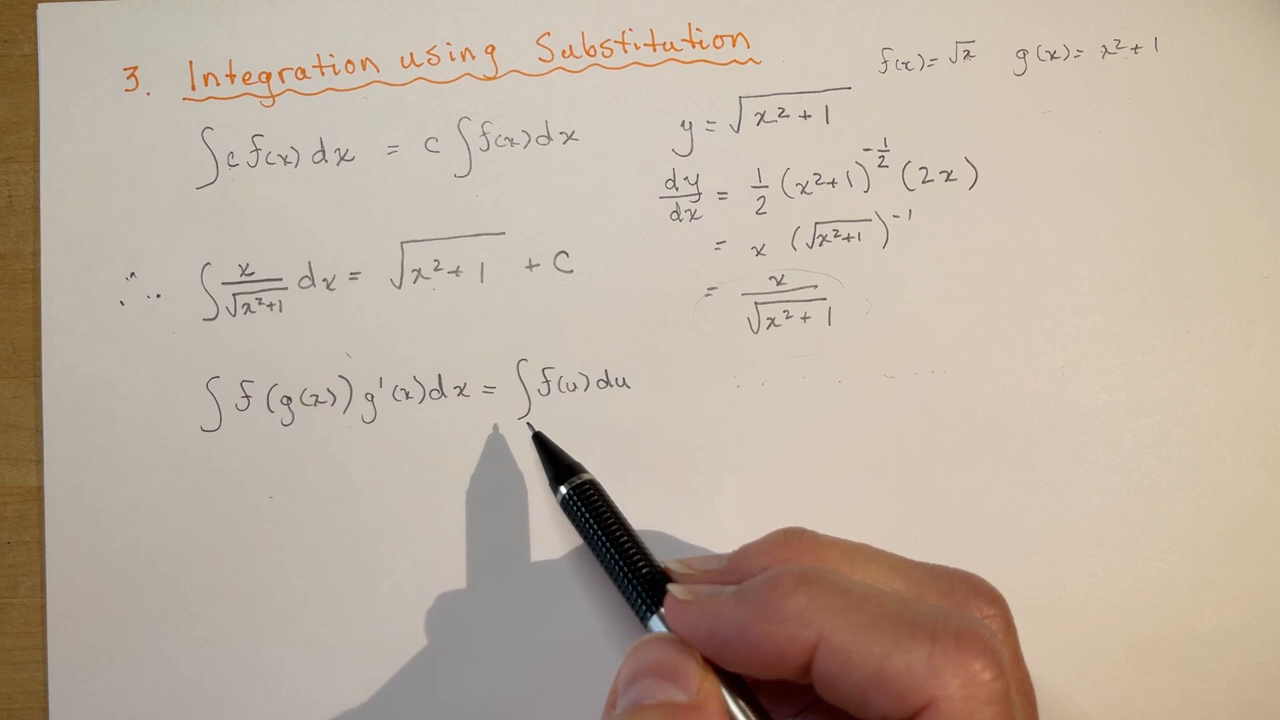 3. Integration using Substitution
f(x) = √x g(x) = x² + 1
∫ c f(x) dx = c ∫ f(x) dx
y = √(x² + 1)
dy/dx = 1/2 (x²+1)^(-1/2) (2x)
= x (√(x²+1))^(-1)
= x/√(x²+1)
∴ ∫ x/√(x²+1) dx = √(x²+1) + C
∫ f(g(x)) g'(x) dx = ∫ f(u) du